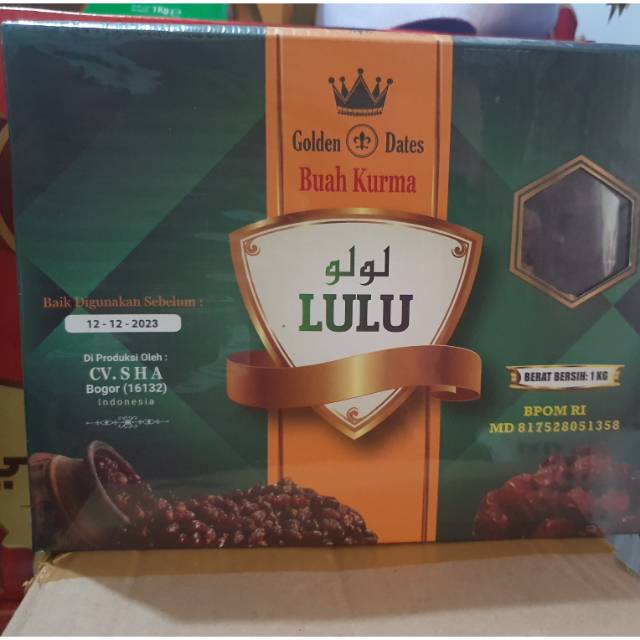 1KG
Golden Dates
Buah Kurma
لولو
LULU
Baik Digunakan Sebelum :
12 - 12 - 2023
Di Produksi Oleh :
CV. S H A
Bogor (16132)
Indonesia
BERAT BERSIH: 1 KG
BPOM RI
MD 817528051358